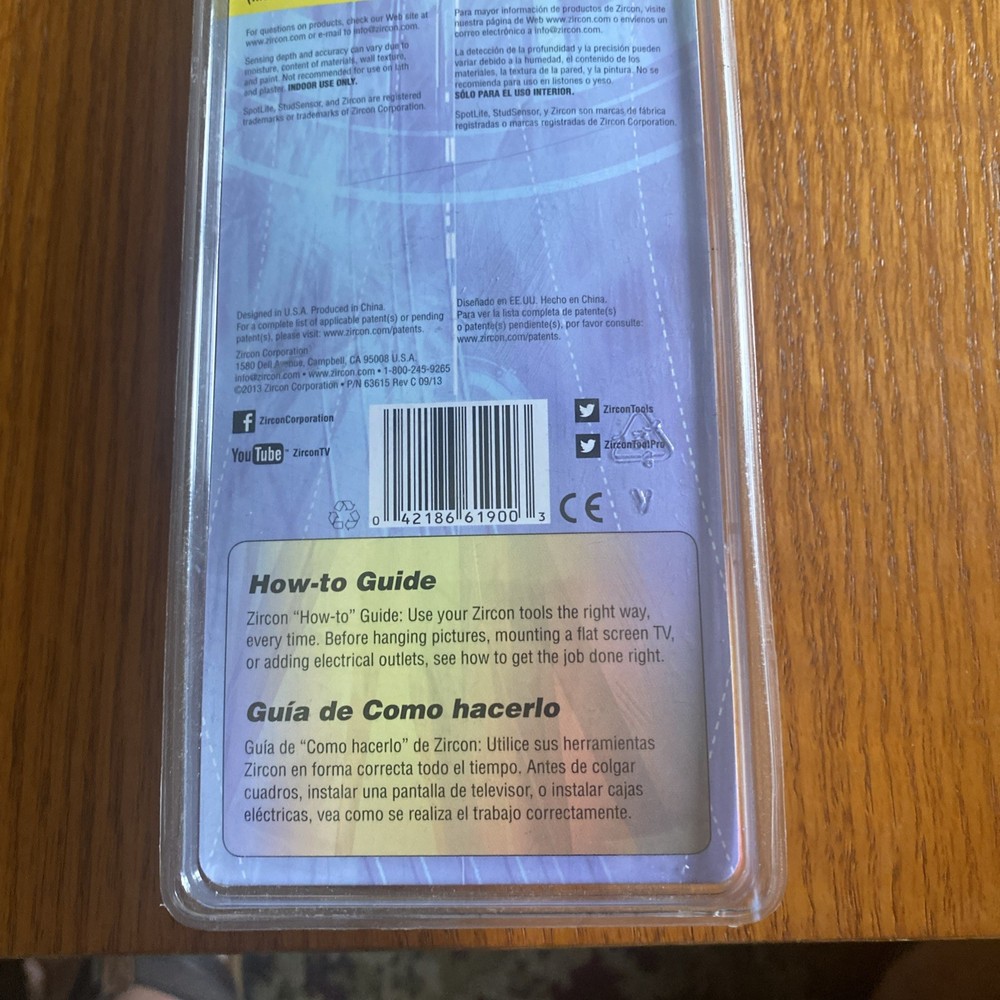 For questions on products, check our Web site at
www.zircon.com or e-mail to info@zircon.com.
Sensing depth and accuracy can vary due to
moisture, content of materials, wall texture,
and paint. Not recommended for use on lath
and plaster. INDOOR USE ONLY.
SpotLite, StudSensor, and Zircon are registered
trademarks or trademarks of Zircon Corporation.
Para mayor información de productos de Zircon, visite
nuestra página de Web www.zircon.com o envíenos un
correo electrónico a info@zircon.com.
La detección de la profundidad y la precisión pueden
variar debido a la humedad, el contenido de los
materiales, la textura de la pared, y la pintura. No se
recomienda para uso en listones o yeso.
SÓLO PARA EL USO INTERIOR.
SpotLite, StudSensor, y Zircon son marcas de fábrica
registradas o marcas registradas de Zircon Corporation.
Designed in U.S.A. Produced in China.
For a complete list of applicable patent(s) or pending
patent(s), please visit: www.zircon.com/patents.
Zircon Corporation
1580 Dell Avenue, Campbell, CA 95008 U.S.A.
info@zircon.com • www.zircon.com • 1-800-245-9265
©2013 Zircon Corporation • P/N 63615 Rev C 09/13
Diseñado en EE.UU. Hecho en China.
Para ver la lista completa de patente(s)
o patente(s) pendiente(s), por favor consulte:
www.zircon.com/patents.
f ZirconCorporation
YouTube™ ZirconTV
ZirconTools
ZirconToolPro
0 42186 61900 3
CE
V
How-to Guide
Zircon “How-to” Guide: Use your Zircon tools the right way,
every time. Before hanging pictures, mounting a flat screen TV,
or adding electrical outlets, see how to get the job done right.
Guía de Como hacerlo
Guía de “Como hacerlo” de Zircon: Utilice sus herramientas
Zircon en forma correcta todo el tiempo. Antes de colgar
cuadros, instalar una pantalla de televisor, o instalar cajas
eléctricas, vea como se realiza el trabajo correctamente.